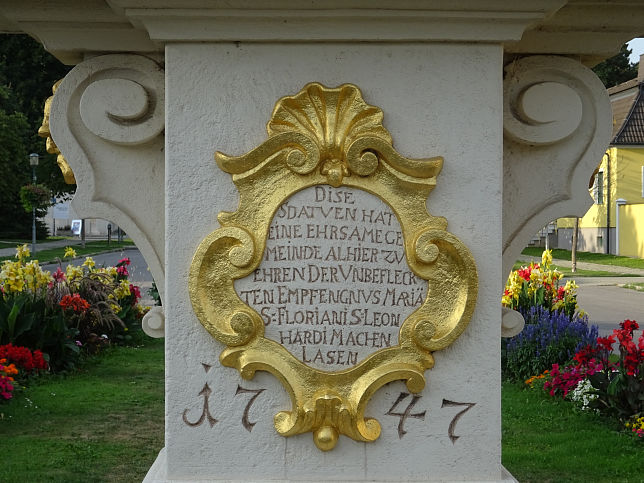 DISE
SDATVEN HAT
EINE EHRSAME GE
MEINDE ALHIER ZV
EHREN DER VNBEFLECK
TEN EMPFENGNVS MARIÄ
S. FLORIANI S. LEON
HARDI MACHEN
LASEN
1747